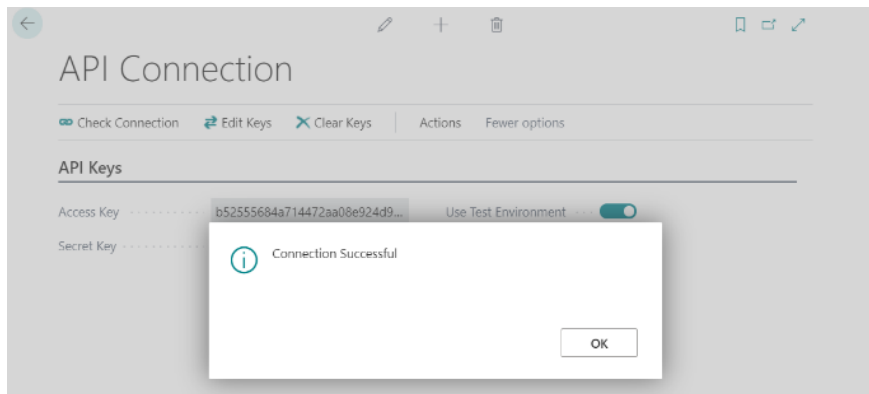 API Connection
Check Connection Edit Keys Clear Keys Actions Fewer options
API Keys
Access Key b52555684a714472aa08e924d9... Use Test Environment
Secret Key
Connection Successful
OK